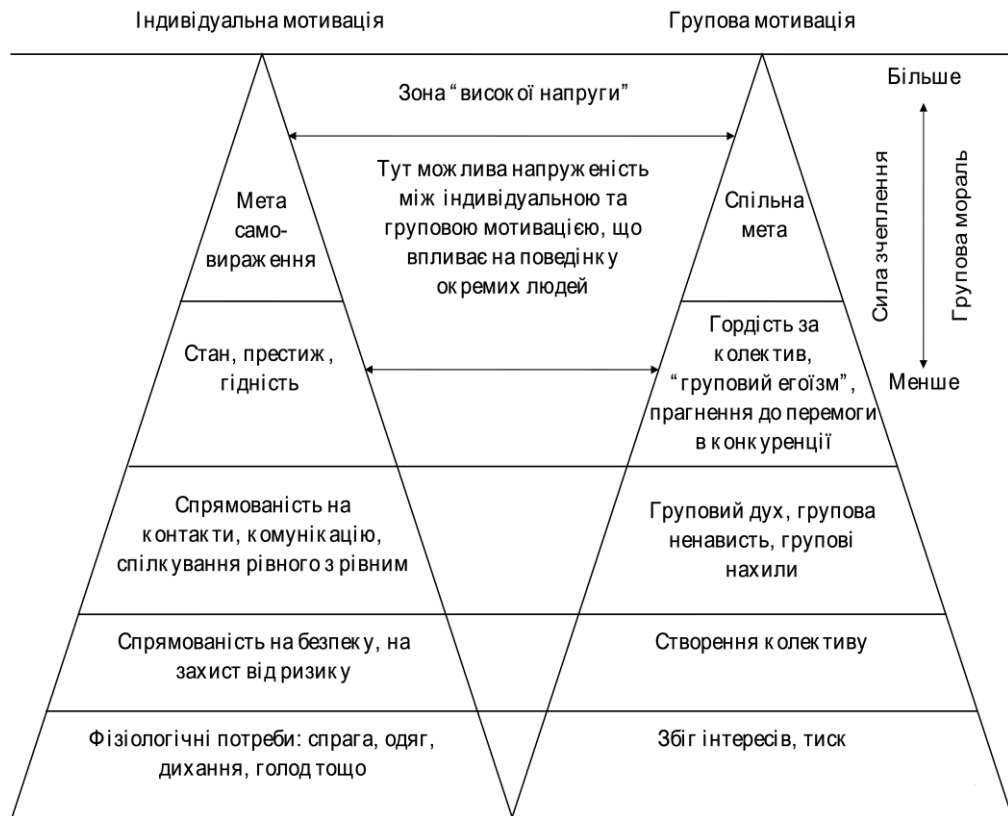 Індивідуальна мотивація
Групова мотивація
Зона “високої напруги”
Більше
Тут можлива напруженість
між індивідуальною та
груповою мотивацією, що
впливає на поведінку
окремих людей
Мета
само-
вираження
Спільна
мета
Сила зчеплення
Групова мораль
Менше
Стан, престиж,
гідність
Гордість за
колектив,
“груповий егоїзм”,
прагнення до перемоги
в конкуренції
Спрямованість на
контакти, комунікацію,
спілкування рівного з рівним
Груповий дух, групова
ненависть, групові
нахили
Спрямованість на безпеку, на
захист від ризику
Створення колективу
Фізіологічні потреби: спрага, одяг,
дихання, голод тощо
Збіг інтересів, тиск